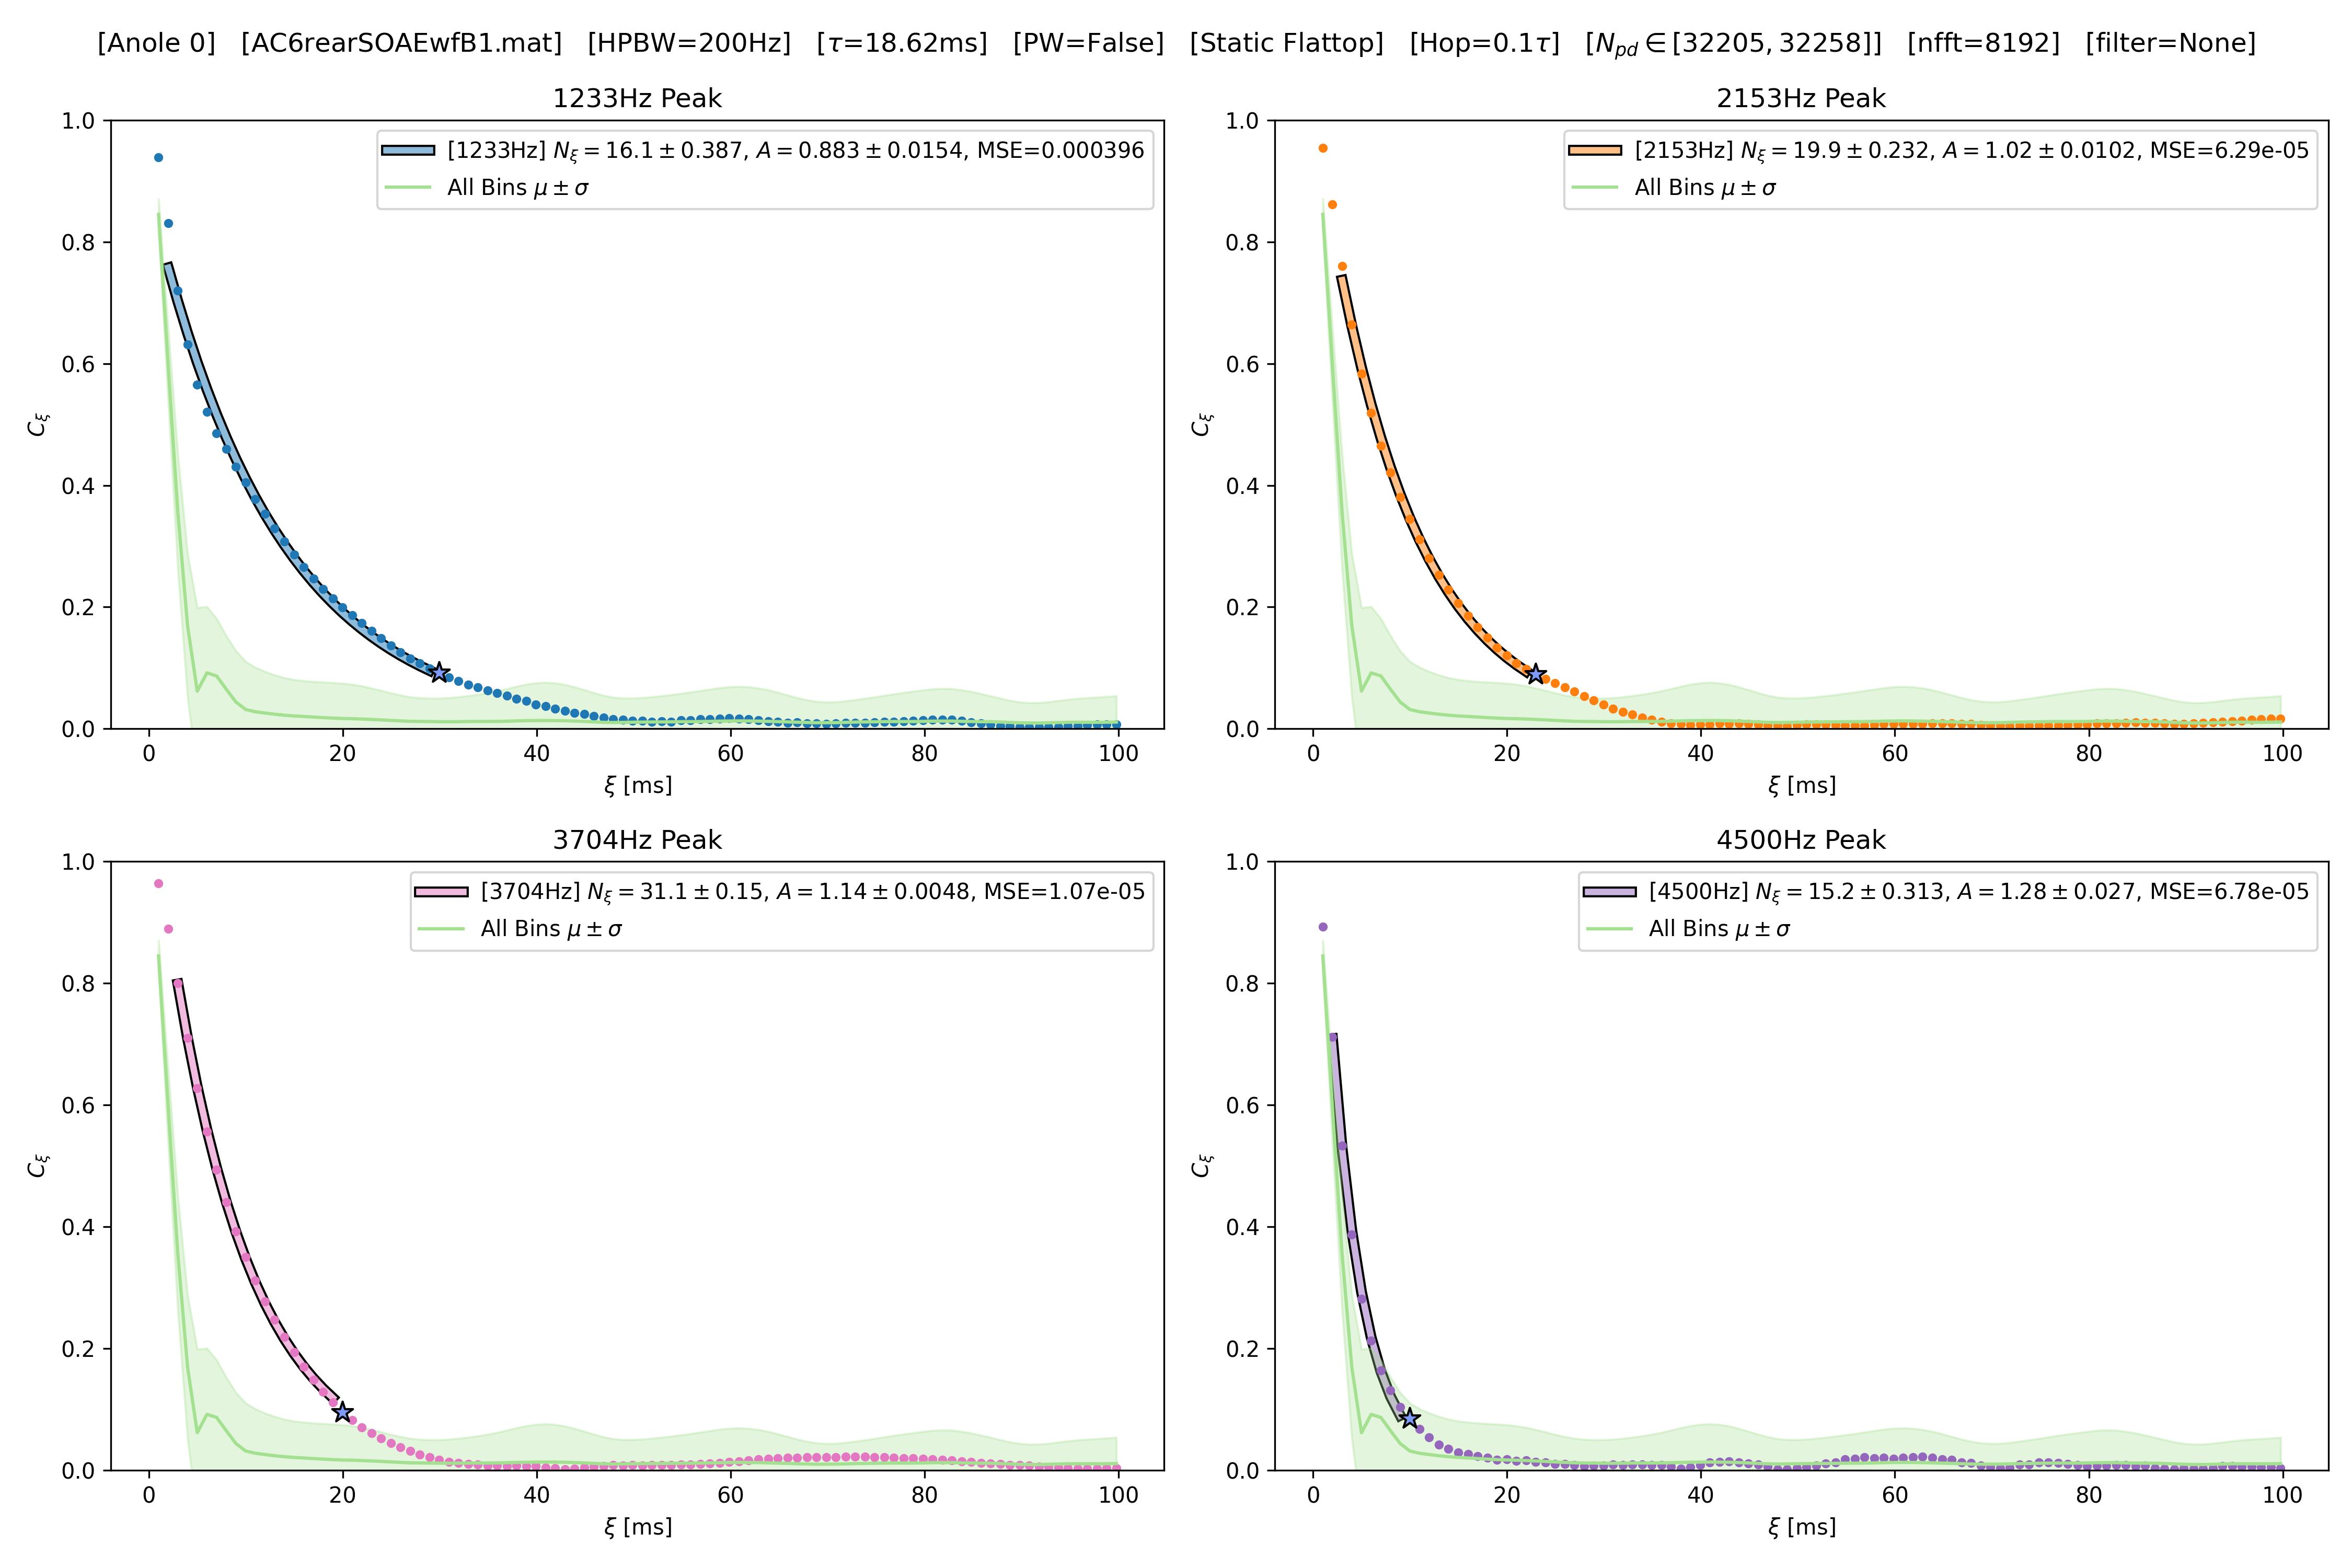 [Anole 0] [AC6rearSOAEwfB1.mat] [HPBW=200Hz] [τ=18.62ms] [PW=False] [Static Flattop] [Hop=0.1τ] [N_pd ∈ [32205, 32258]] [nfft=8192] [filter=None]
1233Hz Peak
[1233Hz] N_ξ = 16.1 ± 0.387, A = 0.883 ± 0.0154, MSE=0.000396
All Bins μ ± σ
C_ξ
1.0
0.8
0.6
0.4
0.2
0.0
0 20 40 60 80 100
ξ [ms]
2153Hz Peak
[2153Hz] N_ξ = 19.9 ± 0.232, A = 1.02 ± 0.0102, MSE=6.29e-05
All Bins μ ± σ
C_ξ
1.0
0.8
0.6
0.4
0.2
0.0
0 20 40 60 80 100
ξ [ms]
3704Hz Peak
[3704Hz] N_ξ = 31.1 ± 0.15, A = 1.14 ± 0.0048, MSE=1.07e-05
All Bins μ ± σ
C_ξ
1.0
0.8
0.6
0.4
0.2
0.0
0 20 40 60 80 100
ξ [ms]
4500Hz Peak
[4500Hz] N_ξ = 15.2 ± 0.313, A = 1.28 ± 0.027, MSE=6.78e-05
All Bins μ ± σ
C_ξ
1.0
0.8
0.6
0.4
0.2
0.0
0 20 40 60 80 100
ξ [ms]